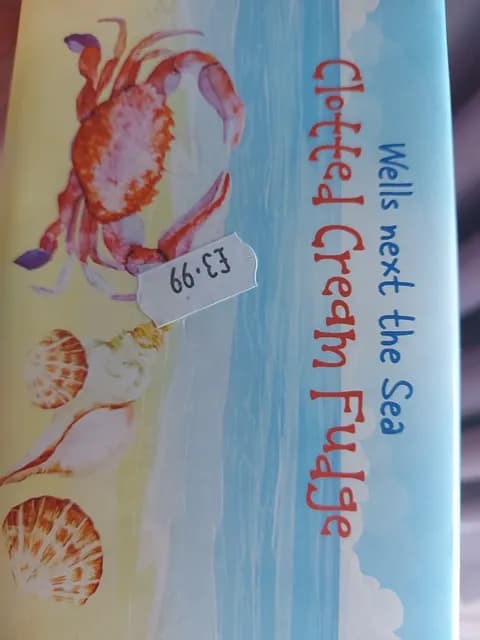 Wells next the Sea
Clotted Cream Fudge
£3.99